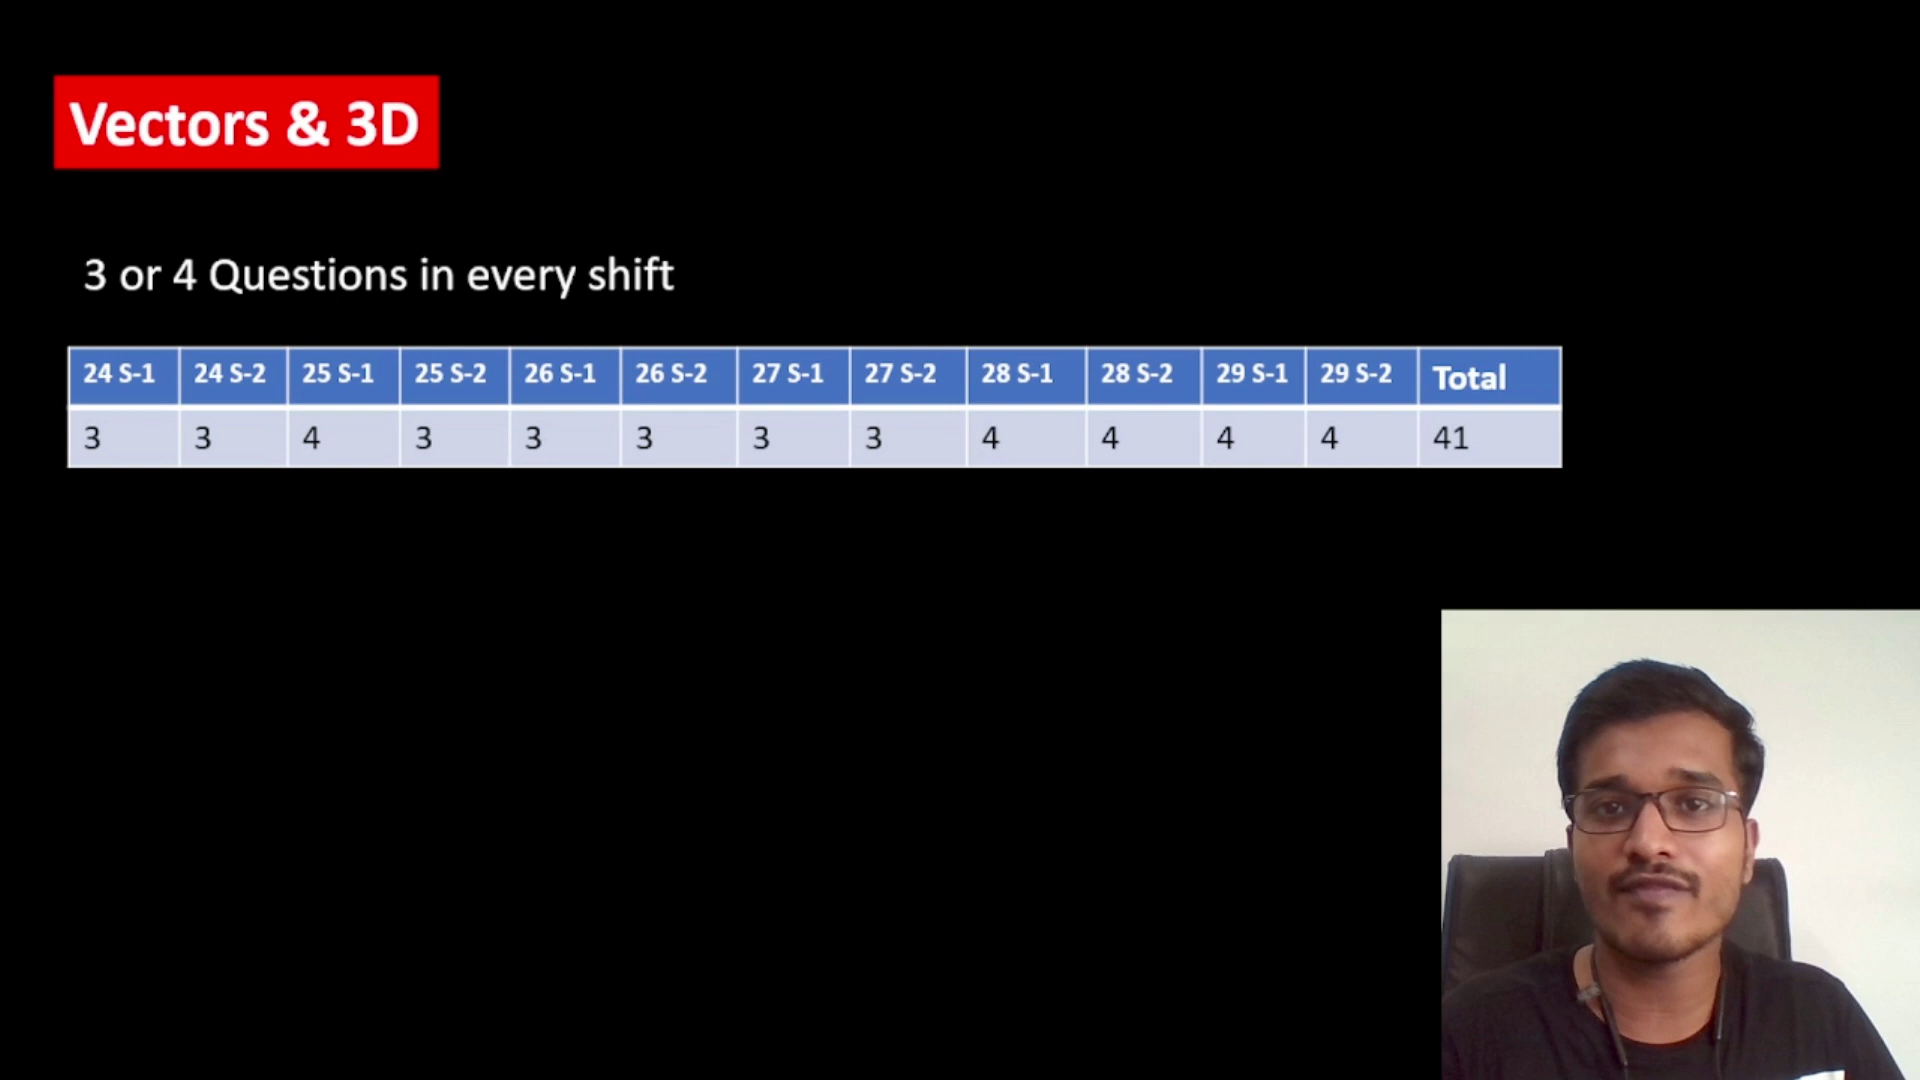 Vectors & 3D
3 or 4 Questions in every shift
24 S-1 24 S-2 25 S-1 25 S-2 26 S-1 26 S-2 27 S-1 27 S-2 28 S-1 28 S-2 29 S-1 29 S-2 Total
3 3 4 3 3 3 3 3 4 4 4 4 41